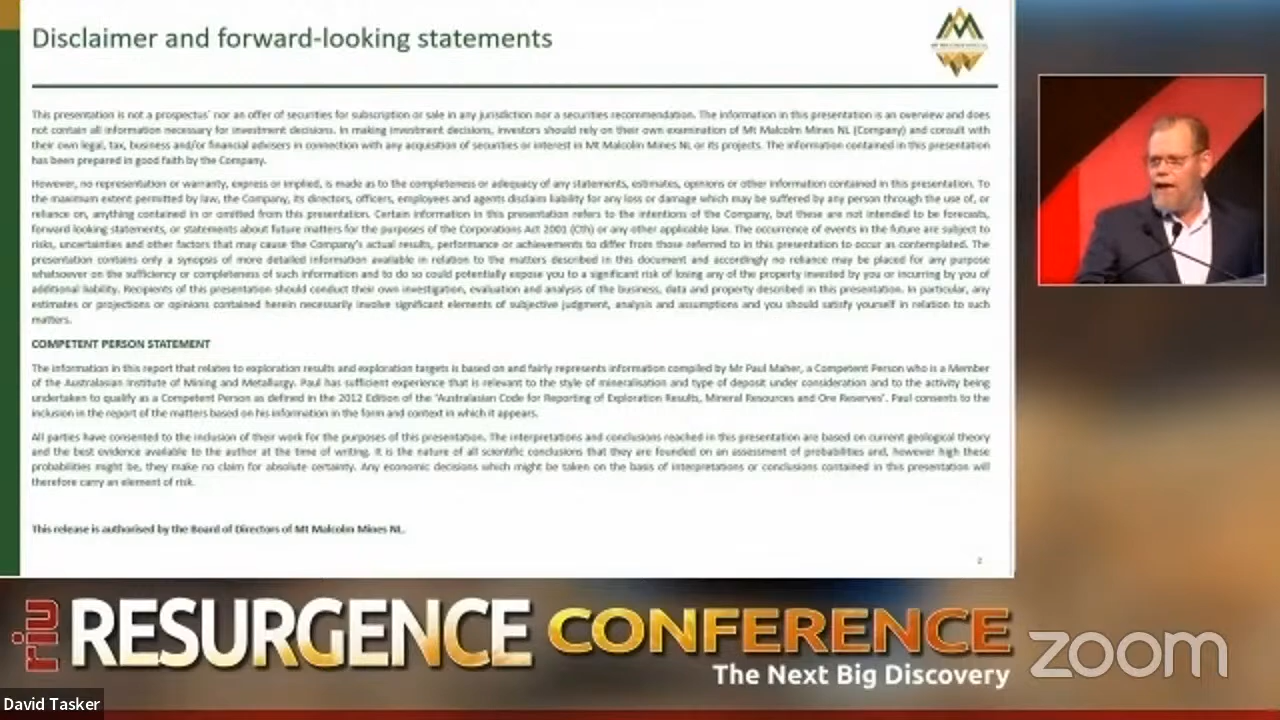 Disclaimer and forward-looking statements
This presentation is not a prospectus' nor an offer of securities for subscription or sale in any jurisdiction nor a securities recommendation. The information in this presentation is an overview and does
not contain all information necessary for investment decisions. In making investment decisions, investors should rely on their own examination of Mt Malcolm Mines NL (Company) and consult with
their own legal, tax, business and/or financial advisers in connection with any acquisition of securities or interest in Mt Malcolm Mines NL or its projects. The information contained in this presentation
has been prepared in good faith by the Company.
However, no representation or warranty, express or implied, is made as to the completeness or adequacy of any statements, estimates, opinions or other information contained in this presentation. To
the maximum extent permitted by law, the Company, its directors, officers, employees and agents disclaim liability for any loss or damage which may be suffered by any person through the use of, or
reliance on, anything contained in or omitted from this presentation. Certain information in this presentation refers to the intentions of the Company, but these are not intended to be forecasts,
forward looking statements, or statements about future matters for the purposes of the Corporations Act 2001 (Cth) or any other applicable law. The occurrence of events in the future are subject to
risks, uncertainties and other factors that may cause the Company's actual results, performance or achievements to differ from those referred to in this presentation to occur as contemplated. The
presentation contains only a synopsis of more detailed information available in relation to the matters described in this document and accordingly no reliance may be placed for any purpose
whatsoever on the sufficiency or completeness of such information and to do so could potentially expose you to a significant risk of losing any of the property invested by you or incurring by you of
additional liability. Recipients of this presentation should conduct their own investigation, evaluation and analysis of the business, data and property described in this presentation. In particular, any
estimates or projections or opinions contained herein necessarily involve significant elements of subjective judgment, analysis and assumptions and you should satisfy yourself in relation to such
matters.
COMPETENT PERSON STATEMENT
The information in this report that relates to exploration results and exploration targets is based on and fairly represents information compiled by Mr Paul Maher, a Competent Person who is a Member
of the Australasian Institute of Mining and Metallurgy. Paul has sufficient experience that is relevant to the style of mineralisation and type of deposit under consideration and to the activity being
undertaken to qualify as a Competent Person as defined in the 2012 Edition of the 'Australasian Code for Reporting of Exploration Results, Mineral Resources and Ore Reserves'. Paul consents to the
inclusion in the report of the matters based on his information in the form and context in which it appears.
All parties have consented to the inclusion of their work for the purposes of this presentation. The interpretations and conclusions reached in this presentation are based on current geological theory
and the best evidence available to the author at the time of writing. It is the nature of all scientific conclusions that they are founded on an assessment of probabilities and, however high these
probabilities might be, they make no claim for absolute certainty. Any economic decisions which might be taken on the basis of interpretations or conclusions contained in this presentation will
therefore carry an element of risk.
This release is authorised by the Board of Directors of Mt Malcolm Mines NL.
2
riu RESURGENCE CONFERENCE
The Next Big Discovery
zoom
David Tasker